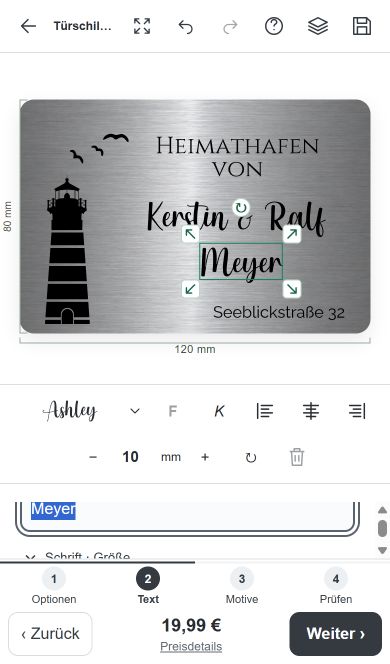 Türschil...
80 mm
Heimathafen
von
Kerstin & Ralf
Meyer
Seeblickstraße 32
120 mm
Ashley
F
K
− 10 mm +
Meyer
Schrift · Größe
1
Optionen
2
Text
3
Motive
4
Prüfen
‹ Zurück
19,99 €
Preisdetails
Weiter ›